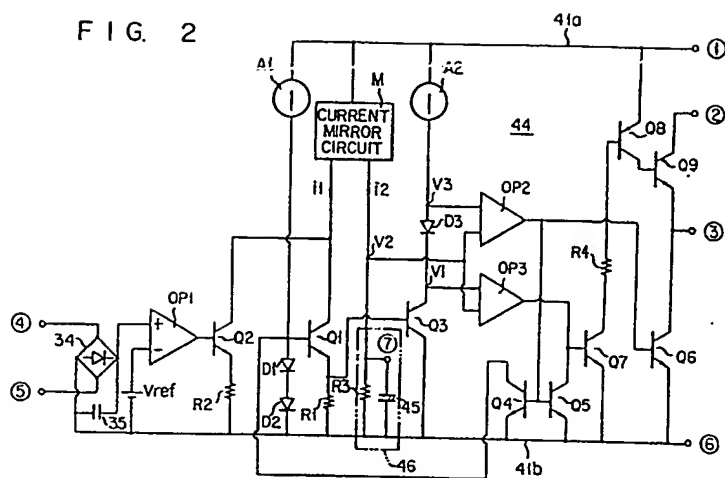 FIG. 2
41a
①
A1
M
A2
CURRENT
MIRROR
CIRCUIT
44
Q8
②
Q9
i1
i2
V3
OP2
D3
③
V2
V1
OP3
R4
OP1
④
34
Q2
Q1
Q3
⑦
Q7
Q6
⑤
Vref
D1
R3
45
35
R2
D2
R1
Q4
Q5
⑥
46
41b